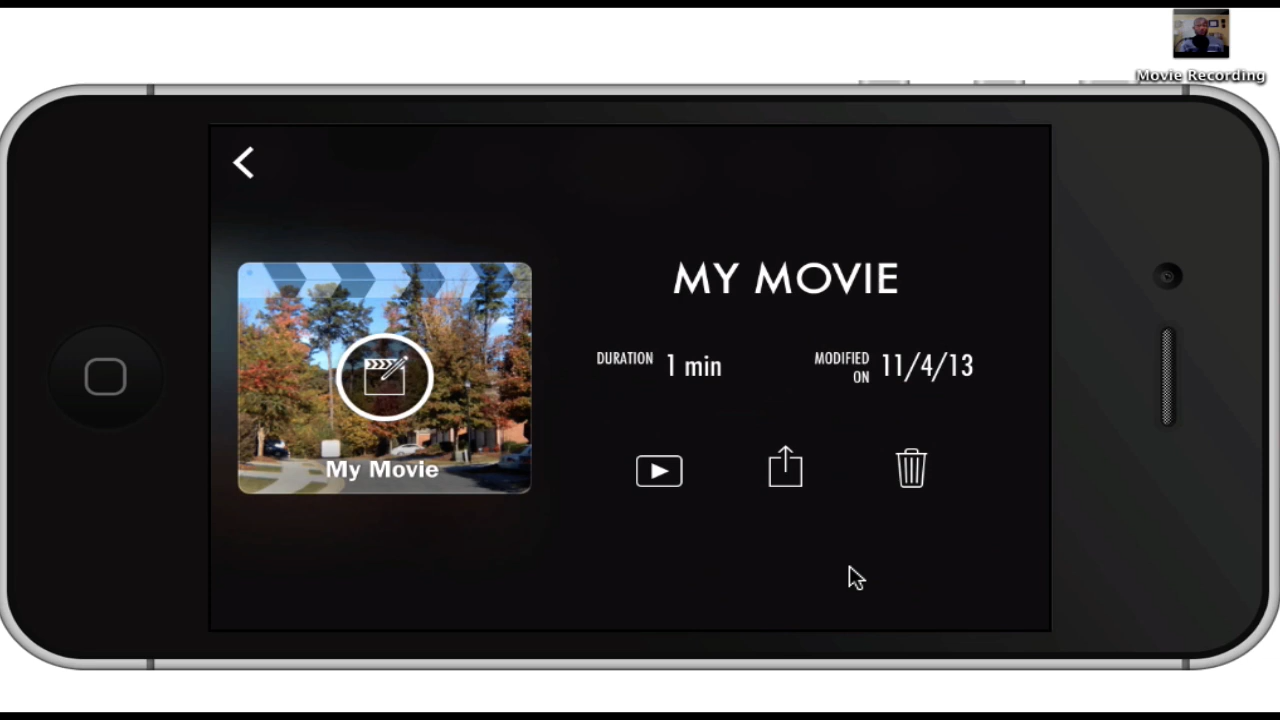 Movie Recording
MY MOVIE
DURATION 1 min
MODIFIED ON 11/4/13
My Movie